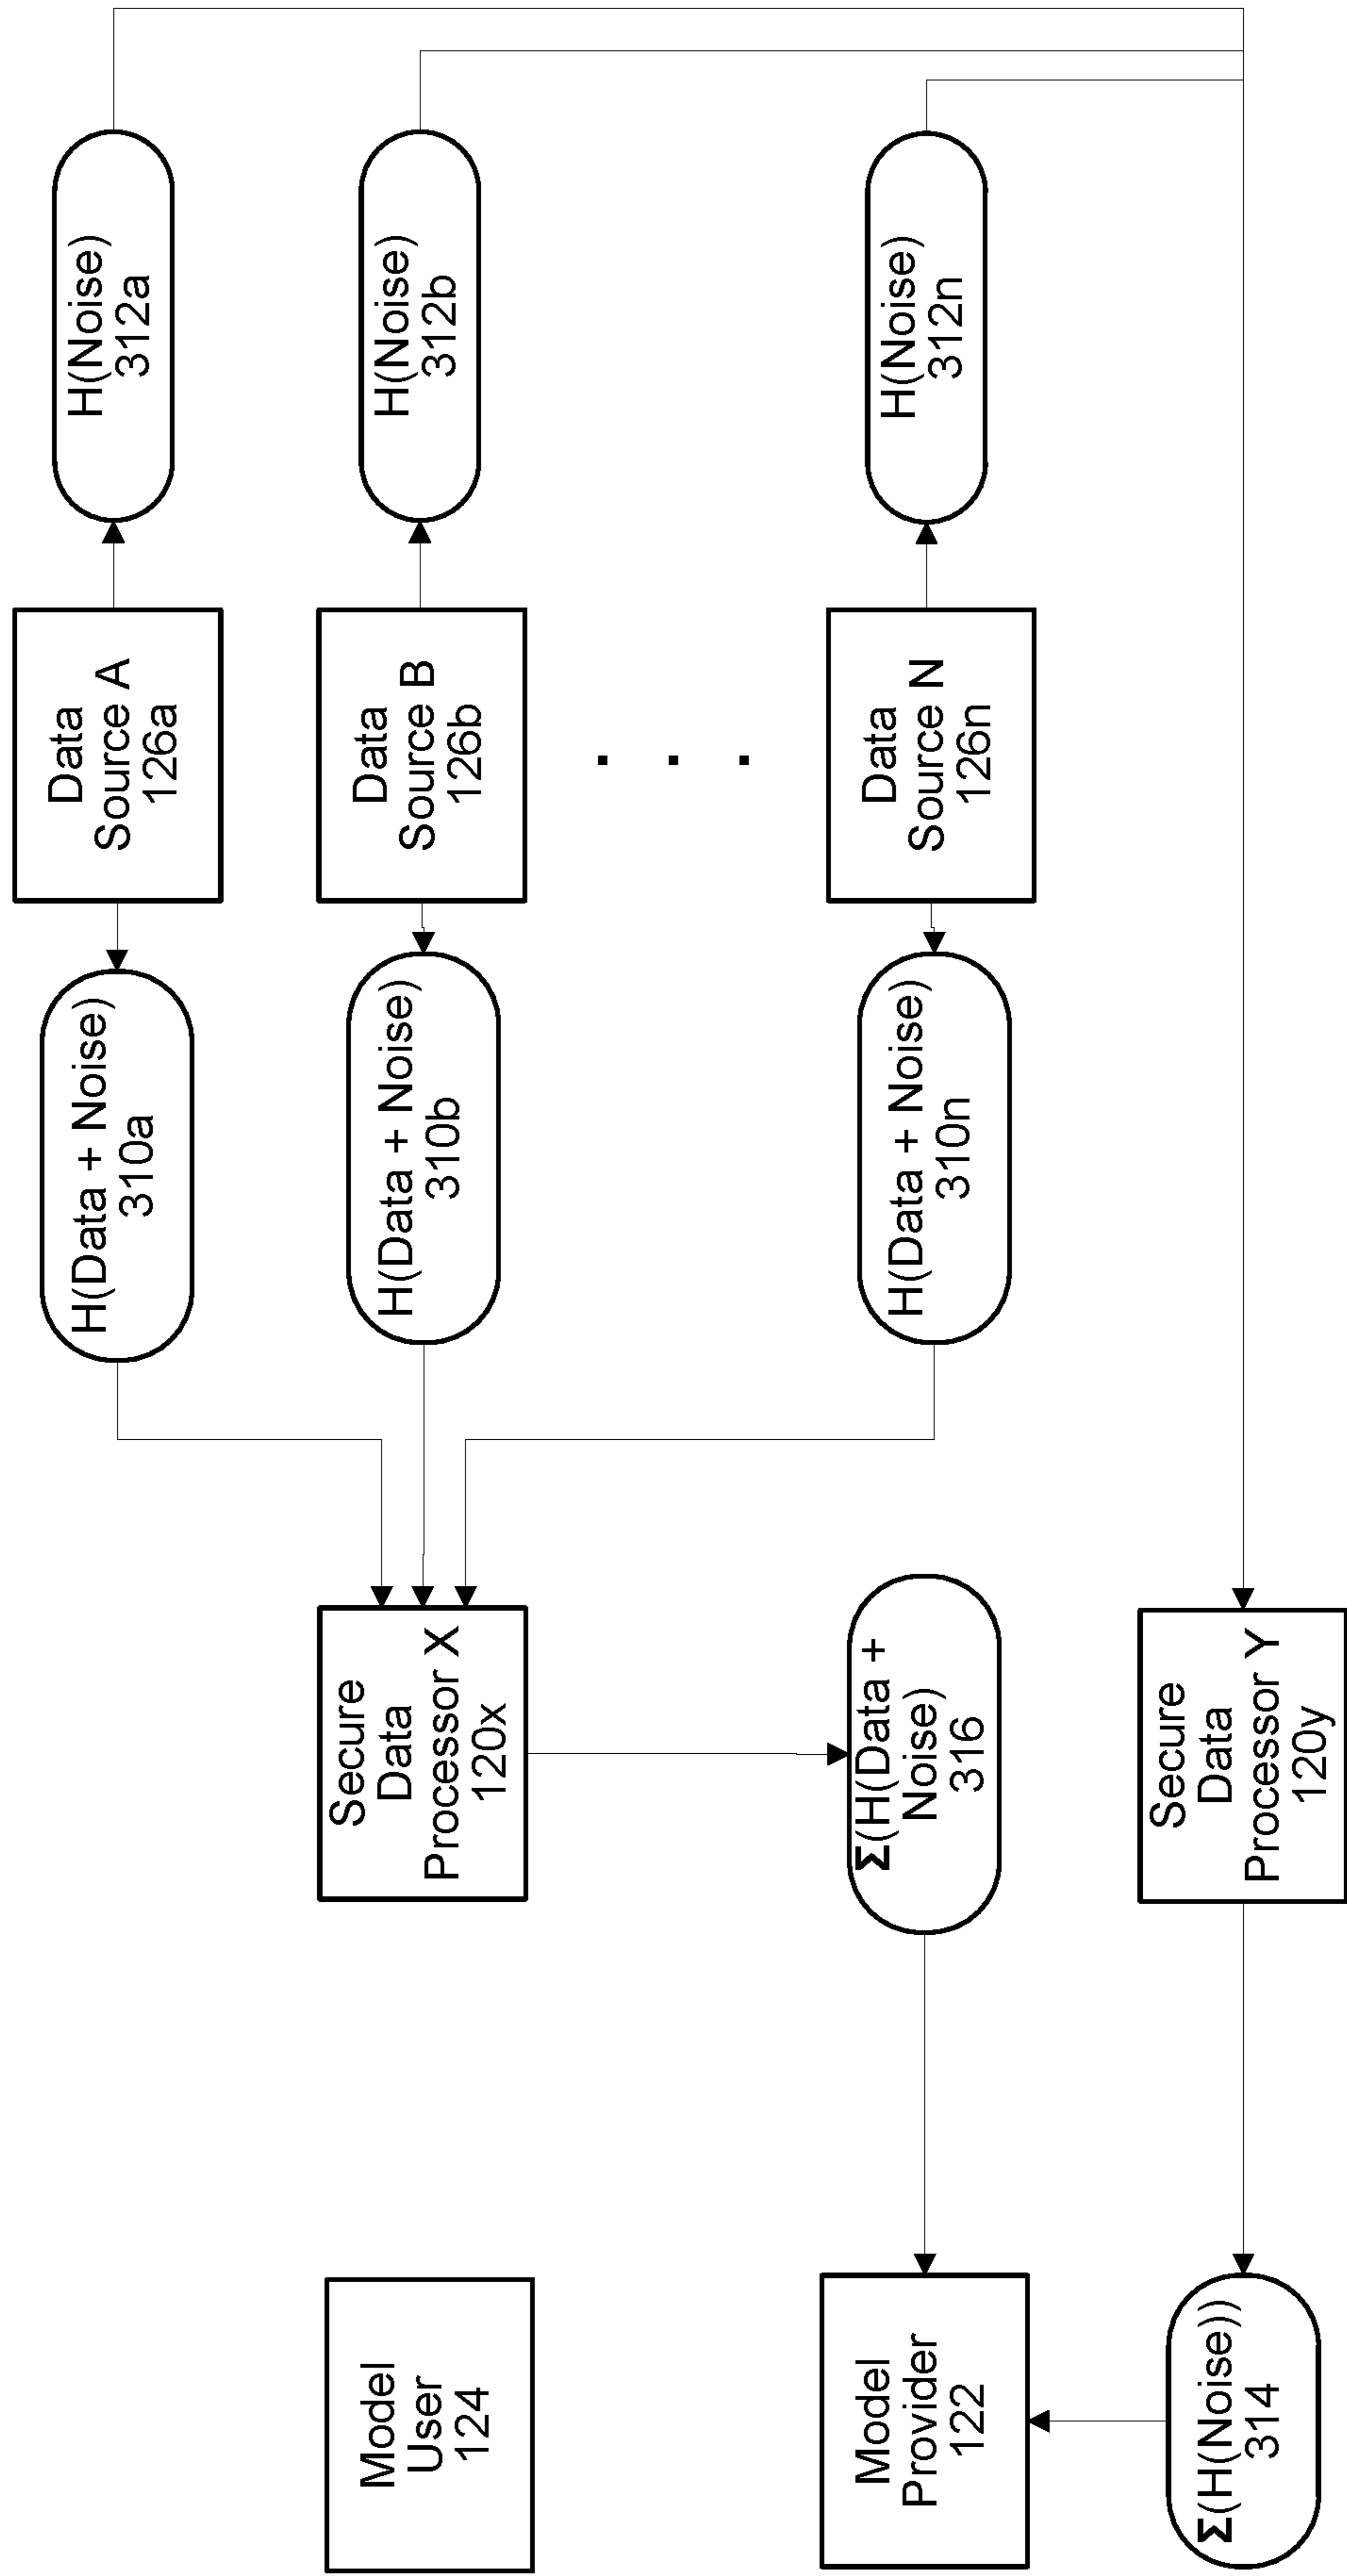 H(Data + Noise)
310a
Data
Source A
126a
H(Noise)
312a
Model
User
124
Secure
Data
Processor X
120x
H(Data + Noise)
310b
Data
Source B
126b
H(Noise)
312b
. . .
Model
Provider
122
Σ(H(Data +
Noise)
316
H(Data + Noise)
310n
Data
Source N
126n
H(Noise)
312n
Σ(H(Noise))
314
Secure
Data
Processor Y
120y